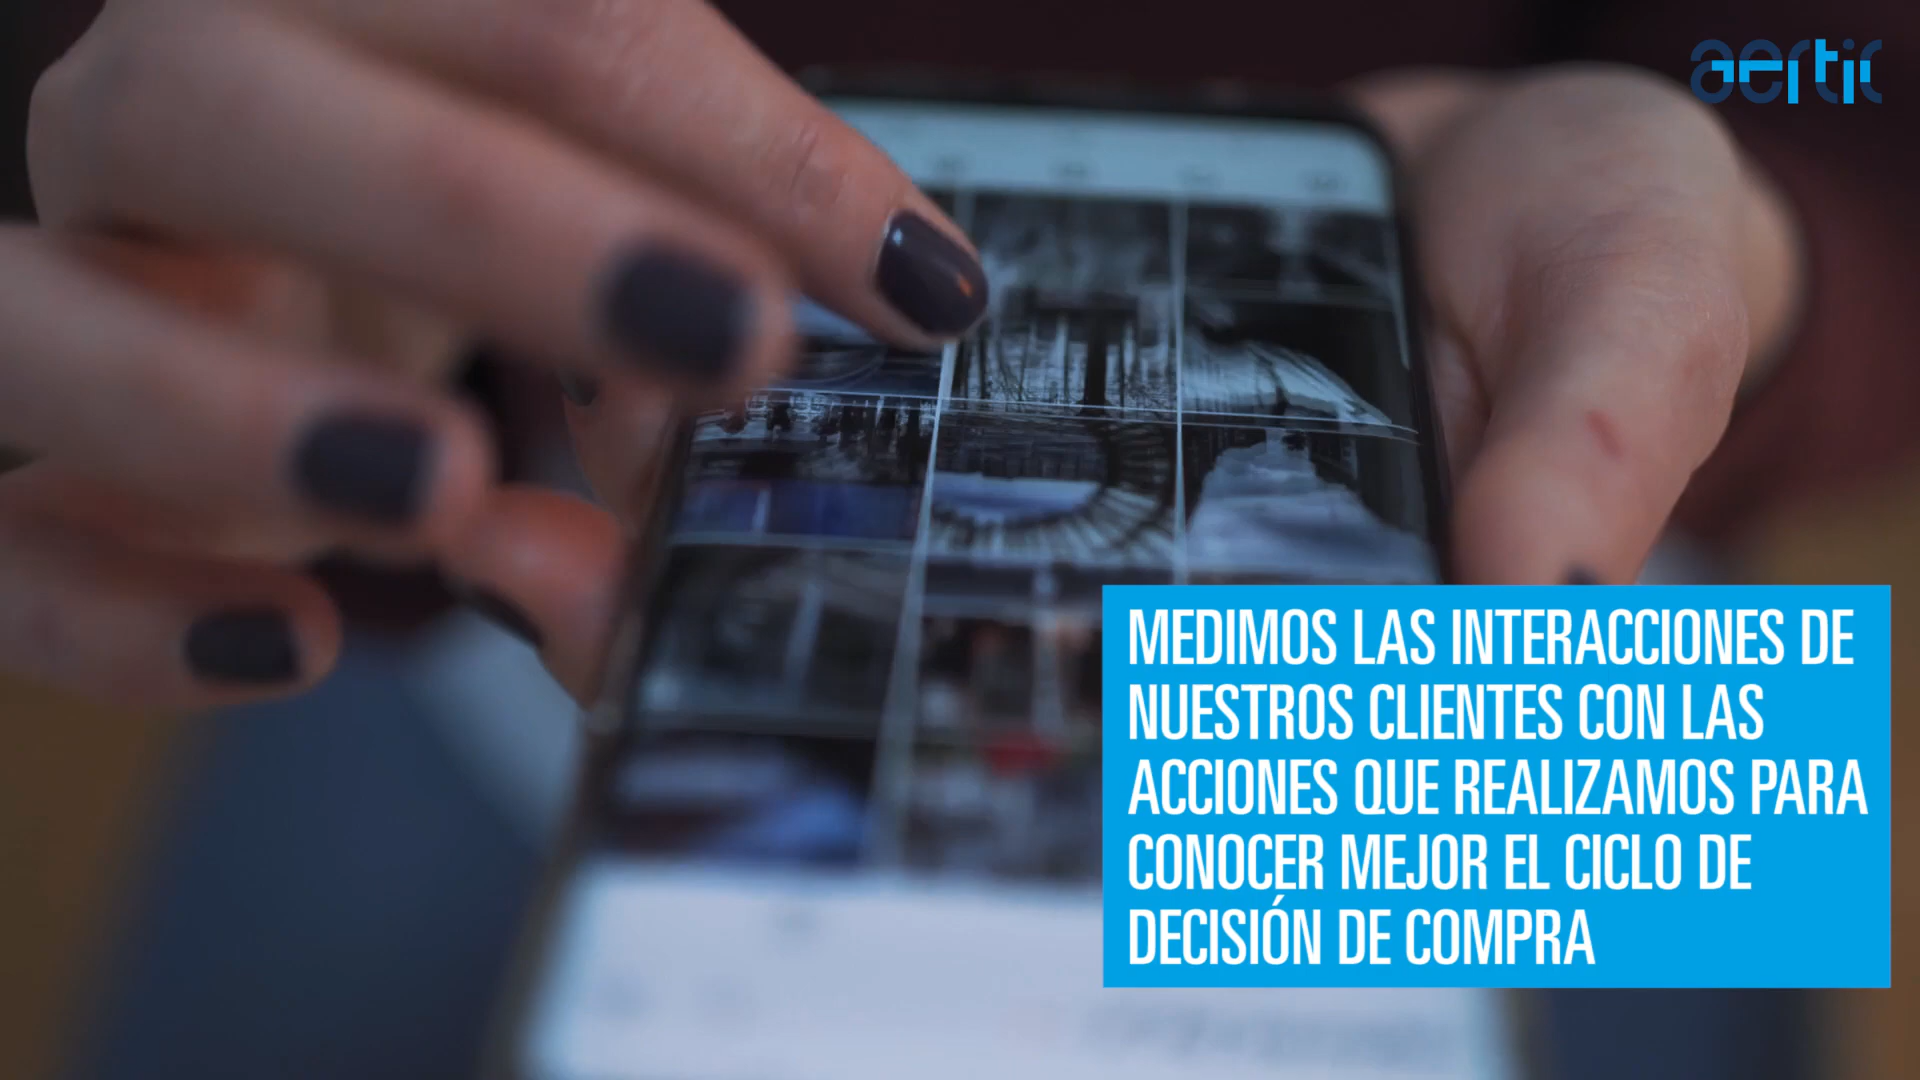 aertic
MEDIMOS LAS INTERACCIONES DE
NUESTROS CLIENTES CON LAS
ACCIONES QUE REALIZAMOS PARA
CONOCER MEJOR EL CICLO DE
DECISIÓN DE COMPRA